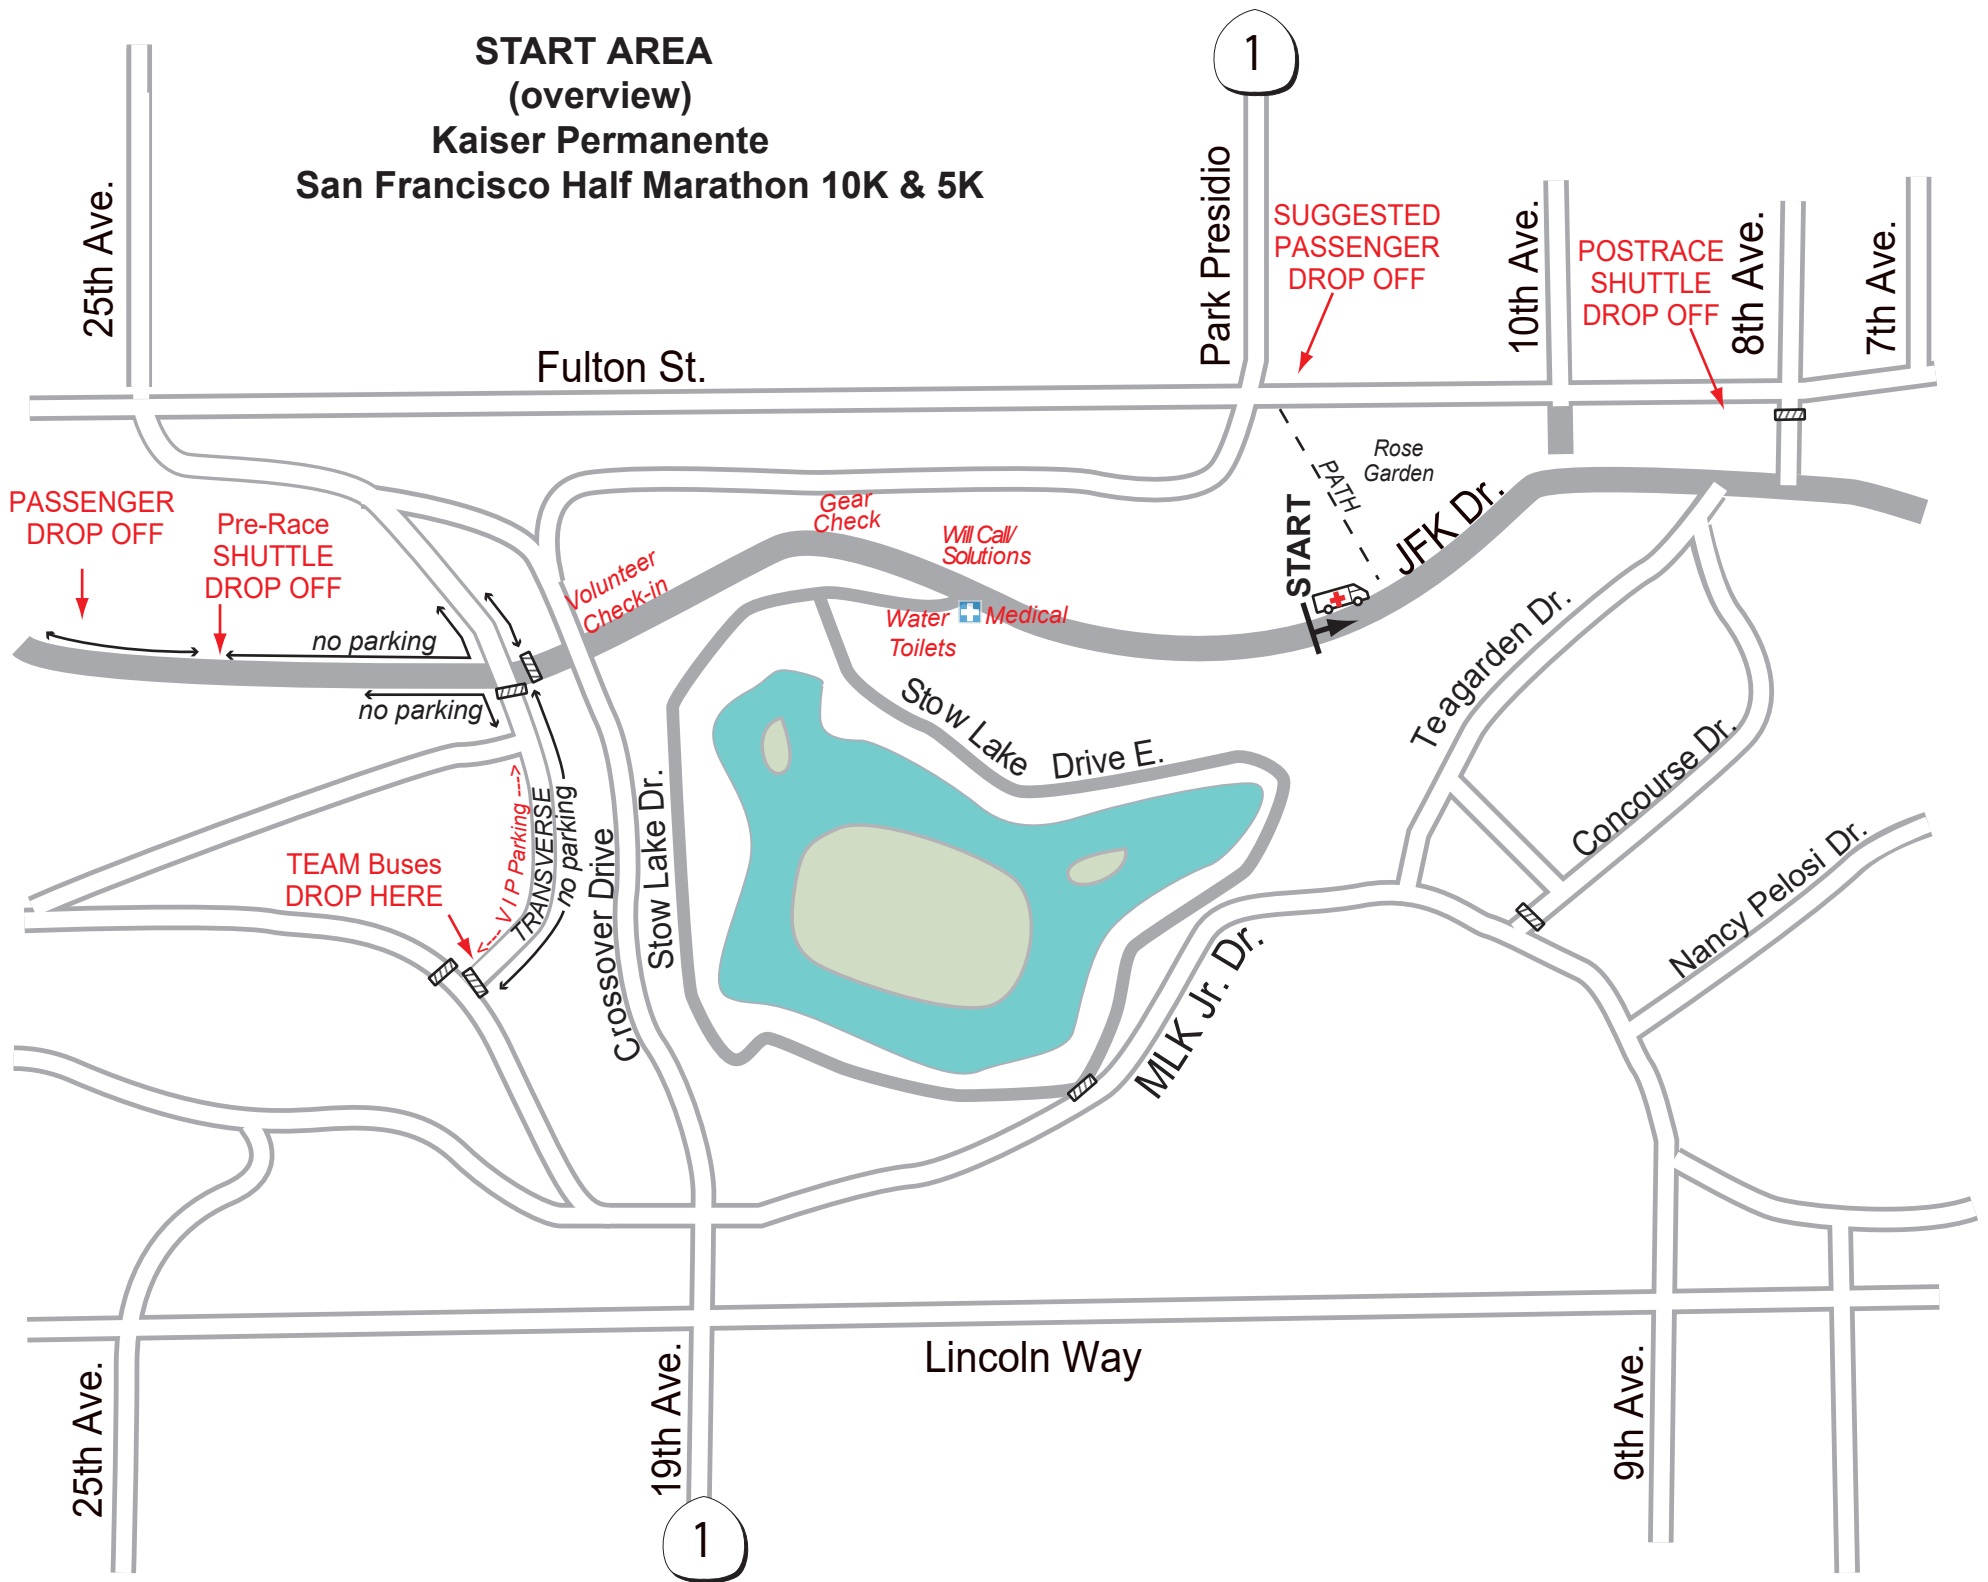 START AREA
(overview)
Kaiser Permanente
San Francisco Half Marathon 10K & 5K
1
25th Ave.
Park Presidio
SUGGESTED
PASSENGER
DROP OFF
10th Ave.
POSTRACE
SHUTTLE
DROP OFF
8th Ave.
7th Ave.
Fulton St.
PASSENGER
DROP OFF
Pre-Race
SHUTTLE
DROP OFF
no parking
no parking
Volunteer
Check-in
Gear
Check
Will Call/
Solutions
Water
Toilets
Medical
START
PATH
Rose
Garden
JFK Dr.
Stow Lake Drive E.
Teagarden Dr.
Concourse Dr.
Nancy Pelosi Dr.
TEAM Buses
DROP HERE
<---- V I P Parking ---->
TRANSVERSE
no parking
Crossover Drive
Stow Lake Dr.
MLK Jr. Dr.
Lincoln Way
25th Ave.
19th Ave.
9th Ave.
1